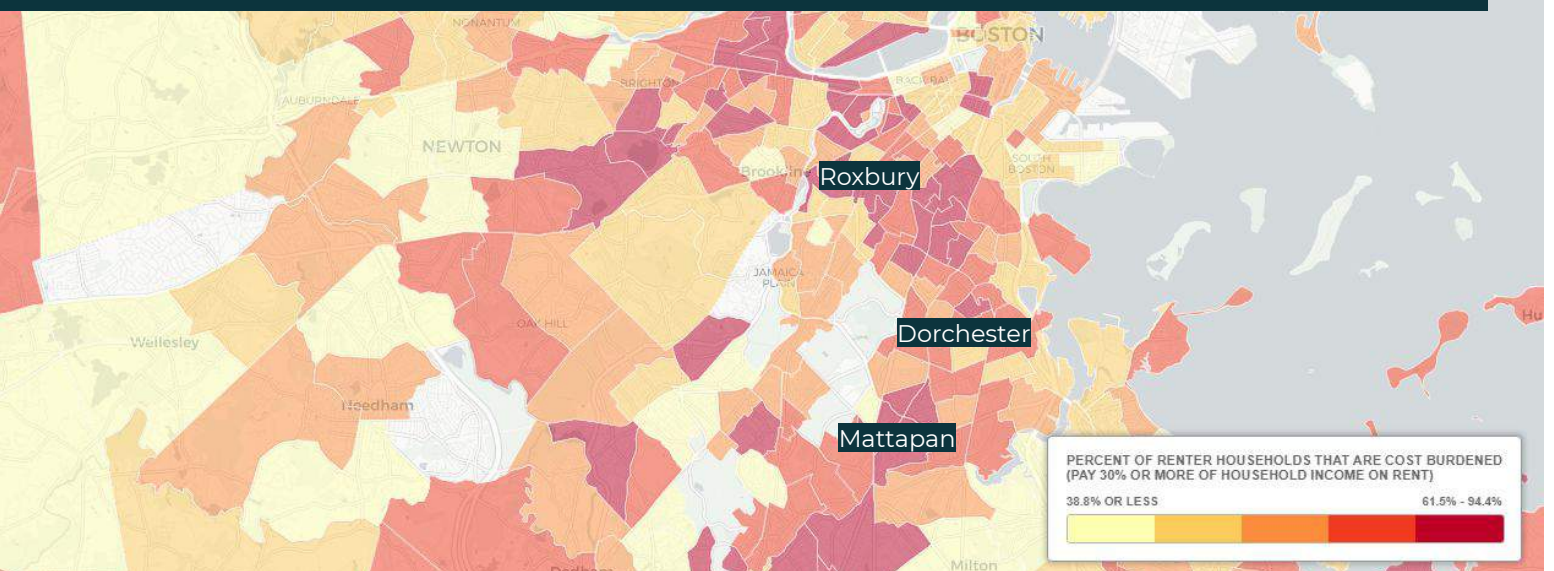 NONANTUM
BOSTON
BRIGHTON
BACK BAY
AUBURNDALE
NEWTON
SOUTH
BOSTON
Brookline
Roxbury
JAMAICA
PLAIN
Hu
OAK HILL
Dorchester
Wellesley
Needham
Mattapan
PERCENT OF RENTER HOUSEHOLDS THAT ARE COST BURDENED
(PAY 30% OR MORE OF HOUSEHOLD INCOME ON RENT)
38.8% OR LESS 61.5% - 94.4%
Dedham
Milton